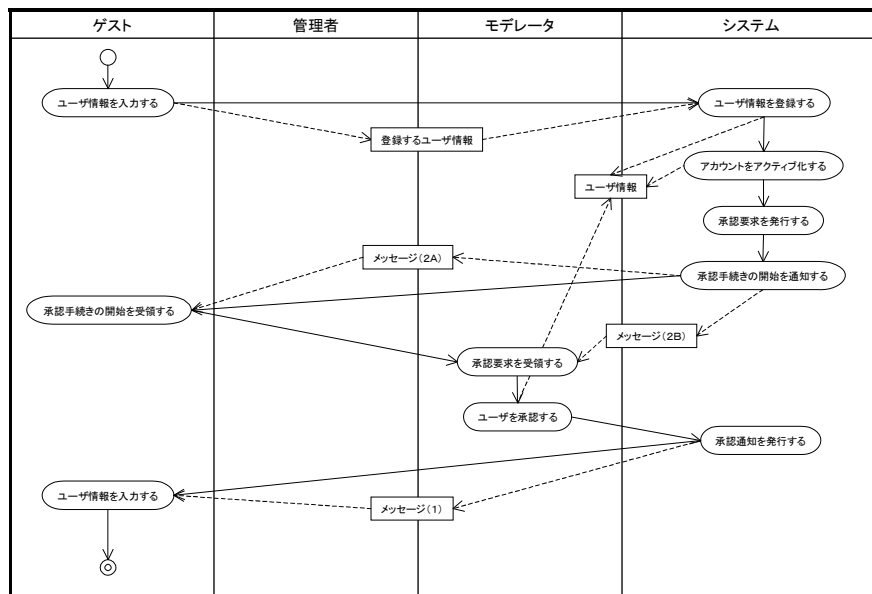 ゲスト
管理者
モデレータ
システム
ユーザ情報を入力する
ユーザ情報を登録する
登録するユーザ情報
アカウントをアクティブ化する
ユーザ情報
承認要求を発行する
メッセージ(2A)
承認手続きの開始を通知する
承認手続きの開始を受領する
メッセージ(2B)
承認要求を受領する
ユーザを承認する
承認通知を発行する
ユーザ情報を入力する
メッセージ(1)